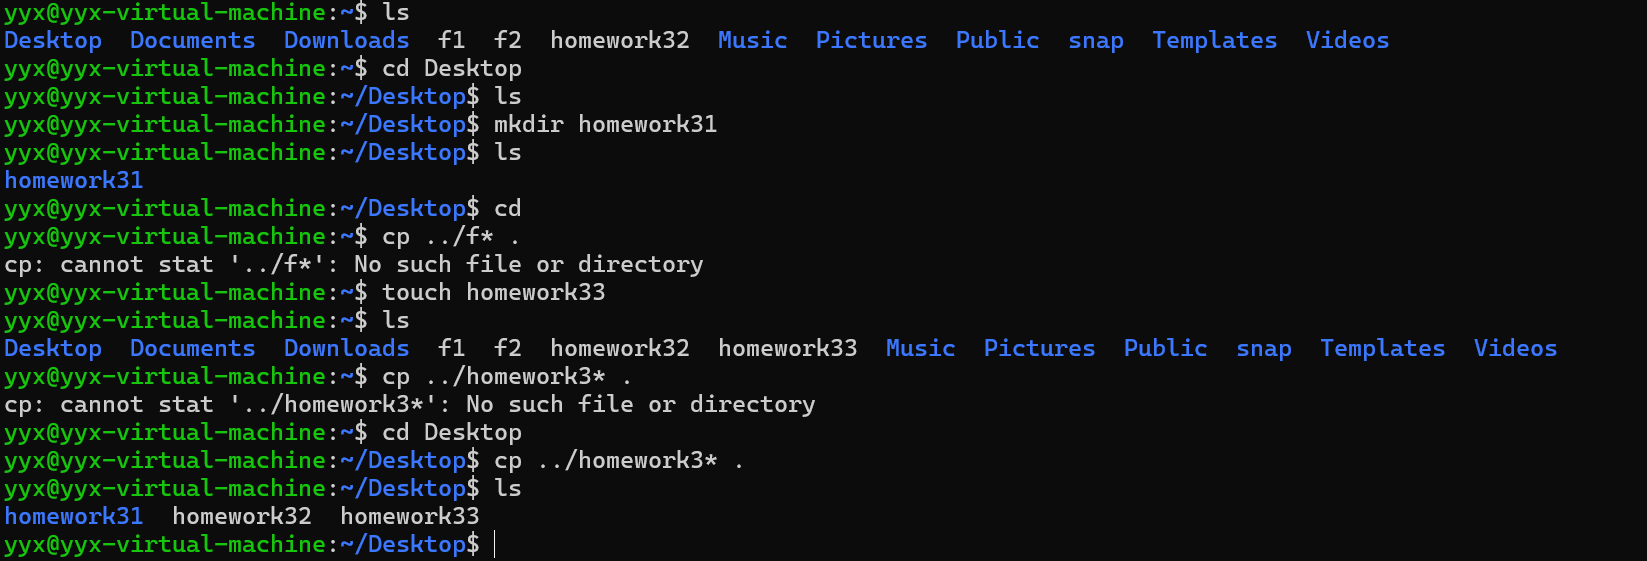 yyx@yyx-virtual-machine:~$ ls
Desktop  Documents  Downloads  f1  f2  homework32  Music  Pictures  Public  snap  Templates  Videos
yyx@yyx-virtual-machine:~$ cd Desktop
yyx@yyx-virtual-machine:~/Desktop$ ls
yyx@yyx-virtual-machine:~/Desktop$ mkdir homework31
yyx@yyx-virtual-machine:~/Desktop$ ls
homework31
yyx@yyx-virtual-machine:~/Desktop$ cd
yyx@yyx-virtual-machine:~$ cp ../f* .
cp: cannot stat '../f*': No such file or directory
yyx@yyx-virtual-machine:~$ touch homework33
yyx@yyx-virtual-machine:~$ ls
Desktop  Documents  Downloads  f1  f2  homework32  homework33  Music  Pictures  Public  snap  Templates  Videos
yyx@yyx-virtual-machine:~$ cp ../homework3* .
cp: cannot stat '../homework3*': No such file or directory
yyx@yyx-virtual-machine:~$ cd Desktop
yyx@yyx-virtual-machine:~/Desktop$ cp ../homework3* .
yyx@yyx-virtual-machine:~/Desktop$ ls
homework31  homework32  homework33
yyx@yyx-virtual-machine:~/Desktop$